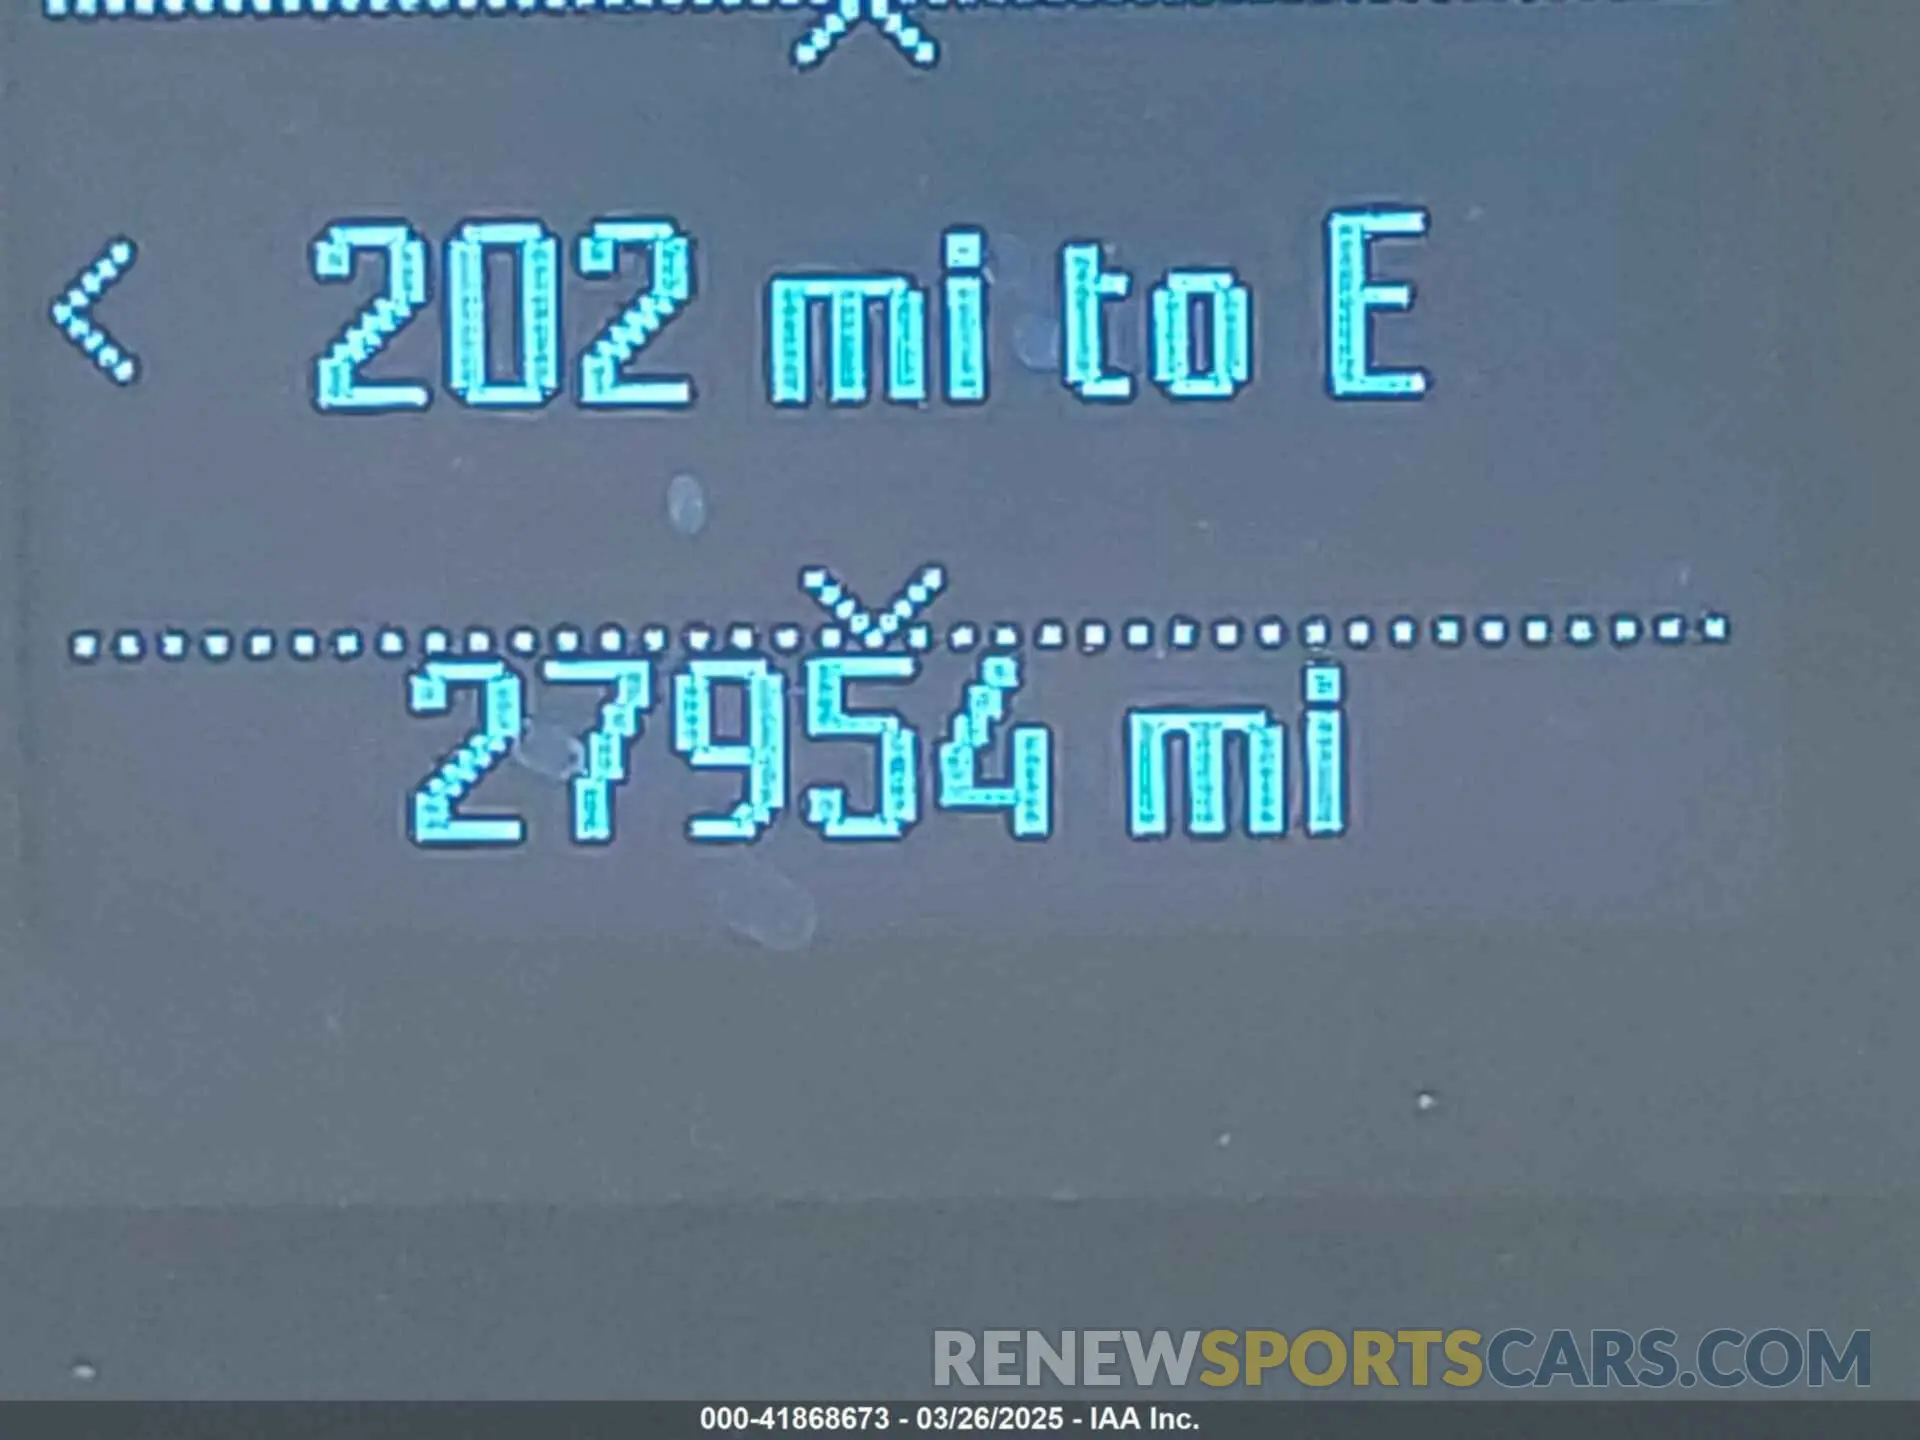 202 mi to E
27954 mi
RENEWSPORTSCARS.COM
000-41868673 - 03/26/2025 - IAA Inc.